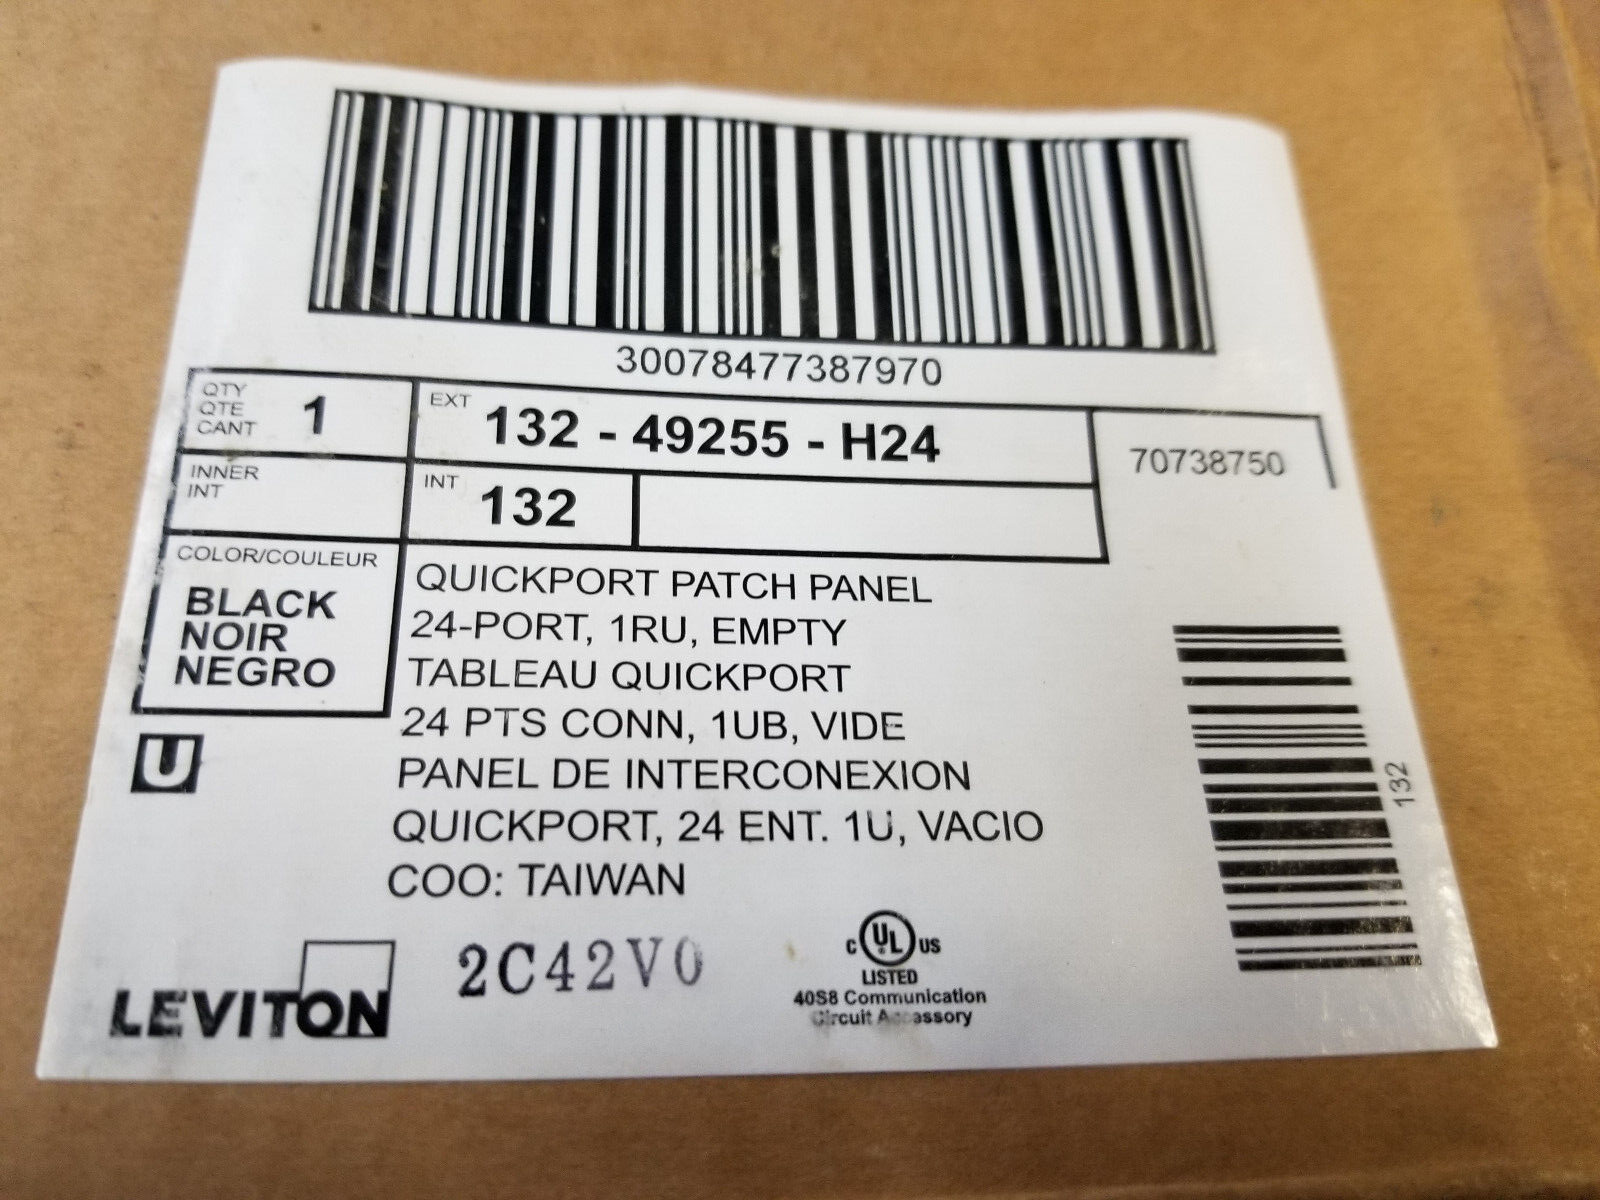 30078477387970
QTY
QTE
CANT
1
EXT
132 - 49255 - H24
70738750
INNER
INT
INT
132
COLOR/COULEUR
BLACK
NOIR
NEGRO
QUICKPORT PATCH PANEL
24-PORT, 1RU, EMPTY
TABLEAU QUICKPORT
24 PTS CONN, 1UB, VIDE
PANEL DE INTERCONEXION
QUICKPORT, 24 ENT. 1U, VACIO
COO: TAIWAN
U
132
LEVITON
2C42V0
C UL US
LISTED
40S8 Communication
Circuit Accessory